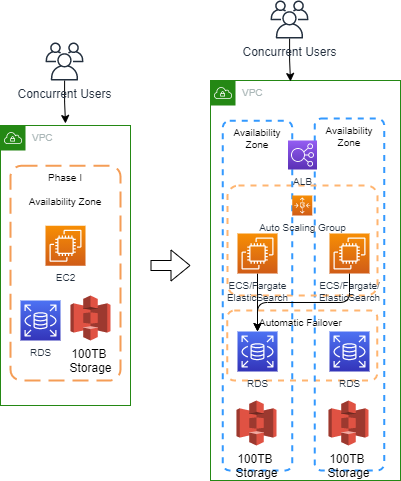 Concurrent Users
VPC
Phase I
Availability Zone
EC2
RDS
100TB
Storage
Concurrent Users
VPC
Availability
Zone
Availability
Zone
ALB
Auto Scaling Group
ECS/Fargate
ElasticSearch
ECS/Fargate/
ElasticSearch
Automatic Failover
RDS
RDS
100TB
Storage
100TB
Storage